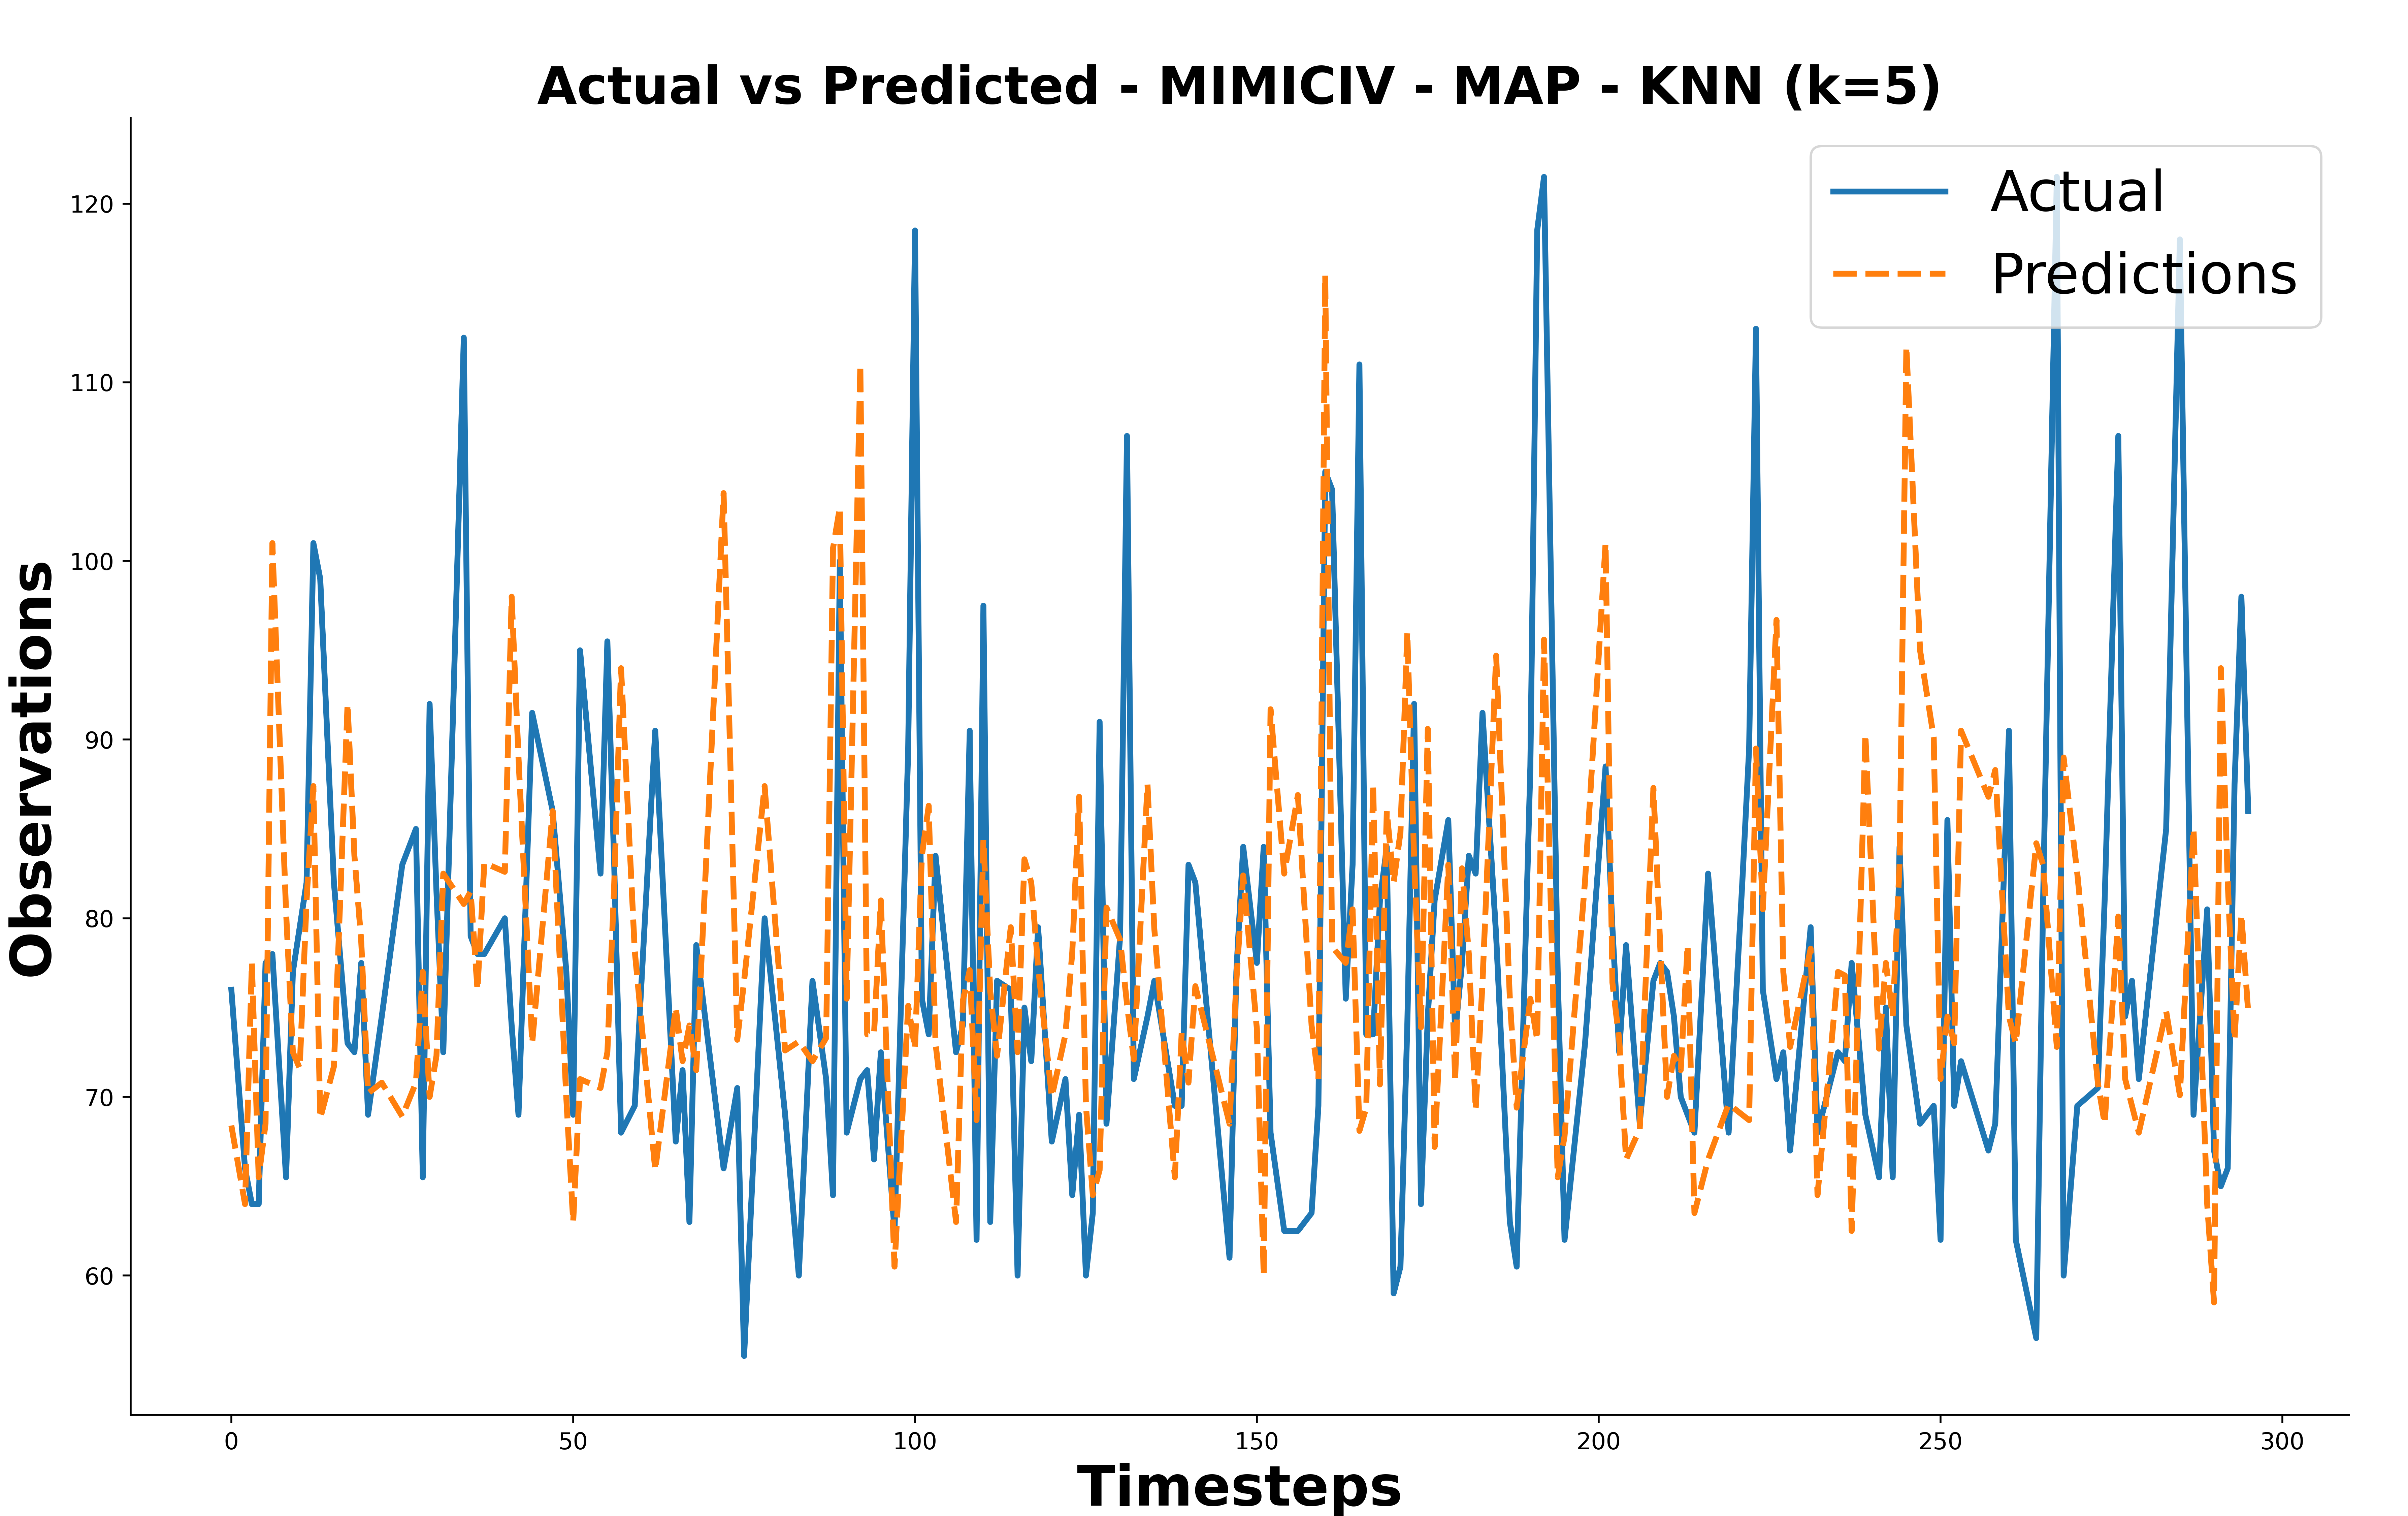 Actual vs Predicted - MIMICIV - MAP - KNN (k=5)
Actual
Predictions
Observations
120
110
100
90
80
70
60
0 50 100 150 200 250 300
Timesteps